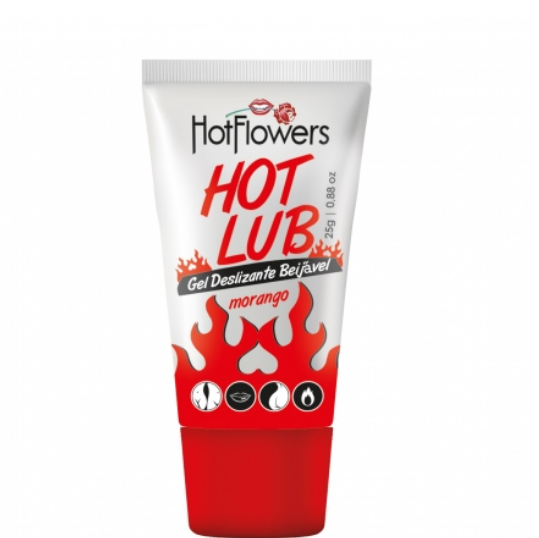 HotFlowers
HOT
LUB
25g | 0.88 oz
Gel Deslizante Beijável
morango